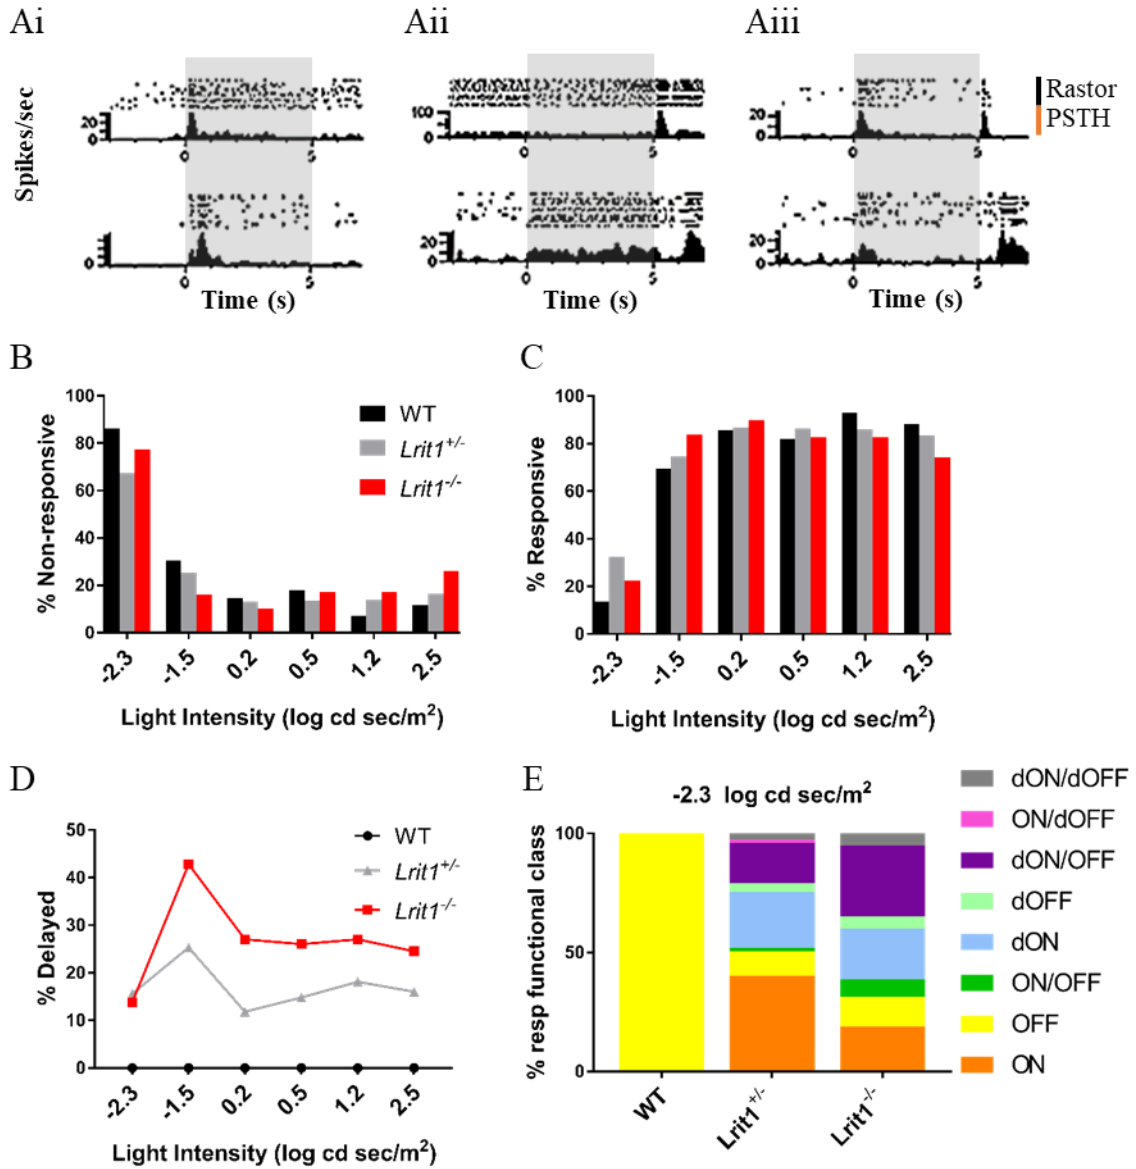 Ai
Aii
Aiii
Spikes/sec
20
0
0
5
100
0
0
5
20
0
0
5
Rastor
PSTH
20
0
0
5
Time (s)
20
0
0
5
Time (s)
20
0
0
5
Time (s)
B
% Non-responsive
100
80
60
40
20
0
WT
Lrit1+/-
Lrit1-/-
-2.3
-1.5
0.2
0.5
1.2
2.5
Light Intensity (log cd sec/m²)
C
% Responsive
100
80
60
40
20
0
-2.3
-1.5
0.2
0.5
1.2
2.5
Light Intensity (log cd sec/m²)
D
% Delayed
50
40
30
20
10
0
WT
Lrit1+/-
Lrit1-/-
-2.3
-1.5
0.2
0.5
1.2
2.5
Light Intensity (log cd sec/m²)
E
-2.3 log cd sec/m²
% resp functional class
100
50
0
WT
Lrit1+/-
Lrit1-/-
dON/dOFF
ON/dOFF
dON/OFF
dOFF
dON
ON/OFF
OFF
ON